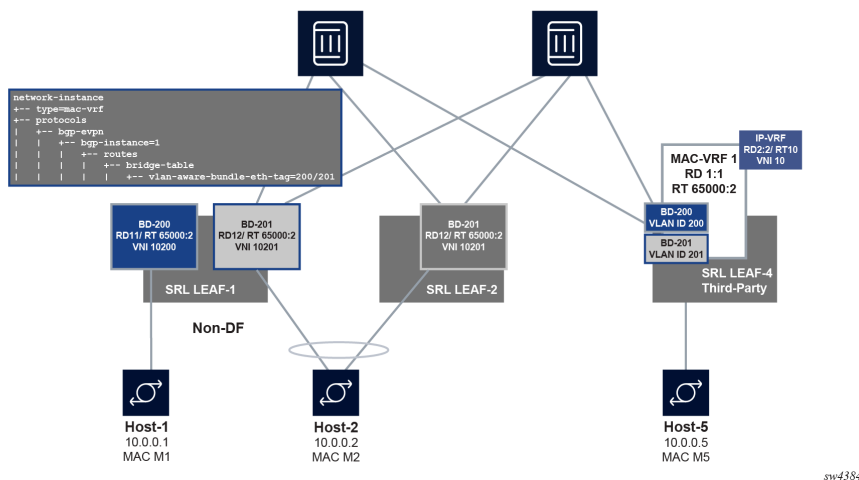 network-instance
+-- type=mac-vrf
+-- protocols
|   +-- bgp-evpn
|   |   +-- bgp-instance=1
|   |   |   +-- routes
|   |   |   |   +-- bridge-table
|   |   |   |   |   +-- vlan-aware-bundle-eth-tag=200/201
IP-VRF
RD2:2/ RT10
VNI 10
MAC-VRF 1
RD 1:1
RT 65000:2
BD-200
RD11/ RT 65000:2
VNI 10200
BD-201
RD12/ RT 65000:2
VNI 10201
BD-201
RD12/ RT 65000:2
VNI 10201
BD-200
VLAN ID 200
BD-201
VLAN ID 201
SRL LEAF-1
SRL LEAF-2
SRL LEAF-4
Third-Party
Non-DF
Host-1
10.0.0.1
MAC M1
Host-2
10.0.0.2
MAC M2
Host-5
10.0.0.5
MAC M5
sw4384